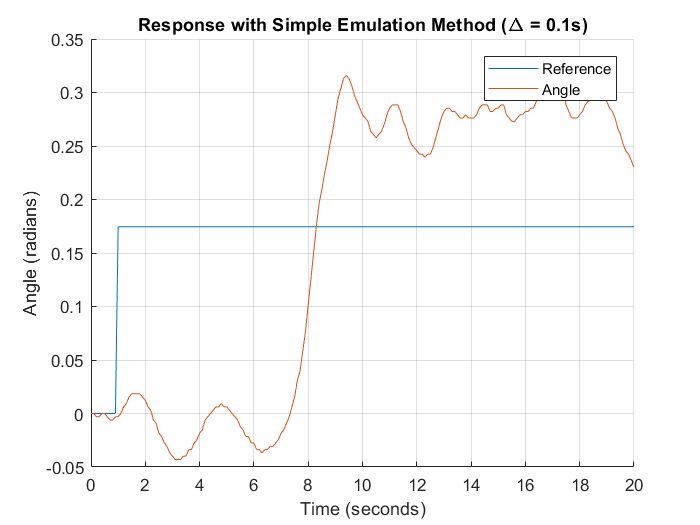 Response with Simple Emulation Method (Δ = 0.1s)
Reference
Angle
0.35
0.3
0.25
0.2
0.15
0.1
0.05
0
-0.05
Angle (radians)
0 2 4 6 8 10 12 14 16 18 20
Time (seconds)